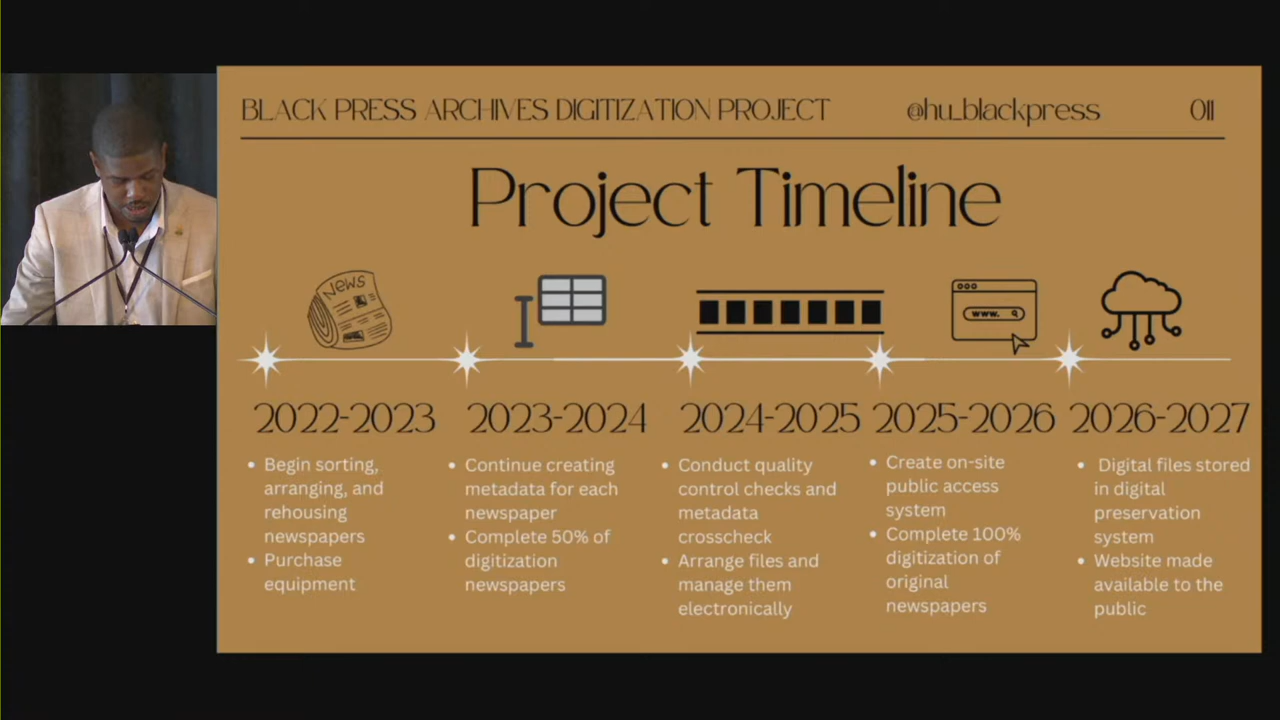 BLACK PRESS ARCHIVES DIGITIZATION PROJECT @hu_blackpress 011
Project Timeline
NEWS
www.
2022-2023
• Begin sorting,
arranging, and
rehousing
newspapers
• Purchase
equipment
2023-2024
• Continue creating
metadata for each
newspaper
• Complete 50% of
digitization
newspapers
2024-2025
• Conduct quality
control checks and
metadata
crosscheck
• Arrange files and
manage them
electronically
2025-2026
• Create on-site
public access
system
• Complete 100%
digitization of
original
newspapers
2026-2027
• Digital files stored
in digital
preservation
system
• Website made
available to the
public